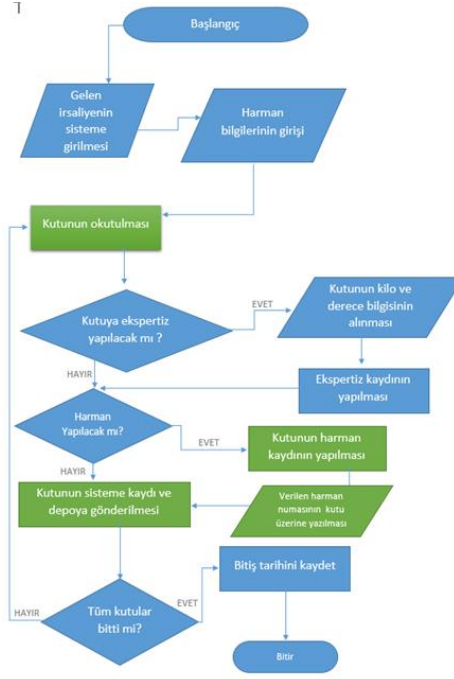 Başlangıç
Gelen
irsaliyenin
sisteme
girilmesi
Harman
bilgilerinin girişi
Kutunun okutulması
Kutuya ekspertiz
yapılacak mı ?
EVET
Kutunun kilo ve
derece bilgisinin
alınması
HAYIR
Ekspertiz kaydının
yapılması
Harman
Yapılacak mı?
EVET
Kutunun harman
kaydının yapılması
HAYIR
Kutunun sisteme kaydı ve
depoya gönderilmesi
Verilen harman
numasının kutu
üzerine yazılması
Tüm kutular
bitti mi?
HAYIR
EVET
Bitiş tarihini kaydet
Bitir